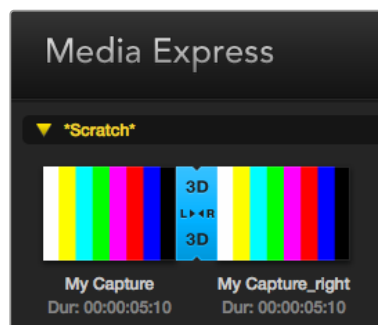 Media Express
*Scratch*
3D
L R
3D
My Capture My Capture_right
Dur: 00:00:05:10 Dur: 00:00:05:10